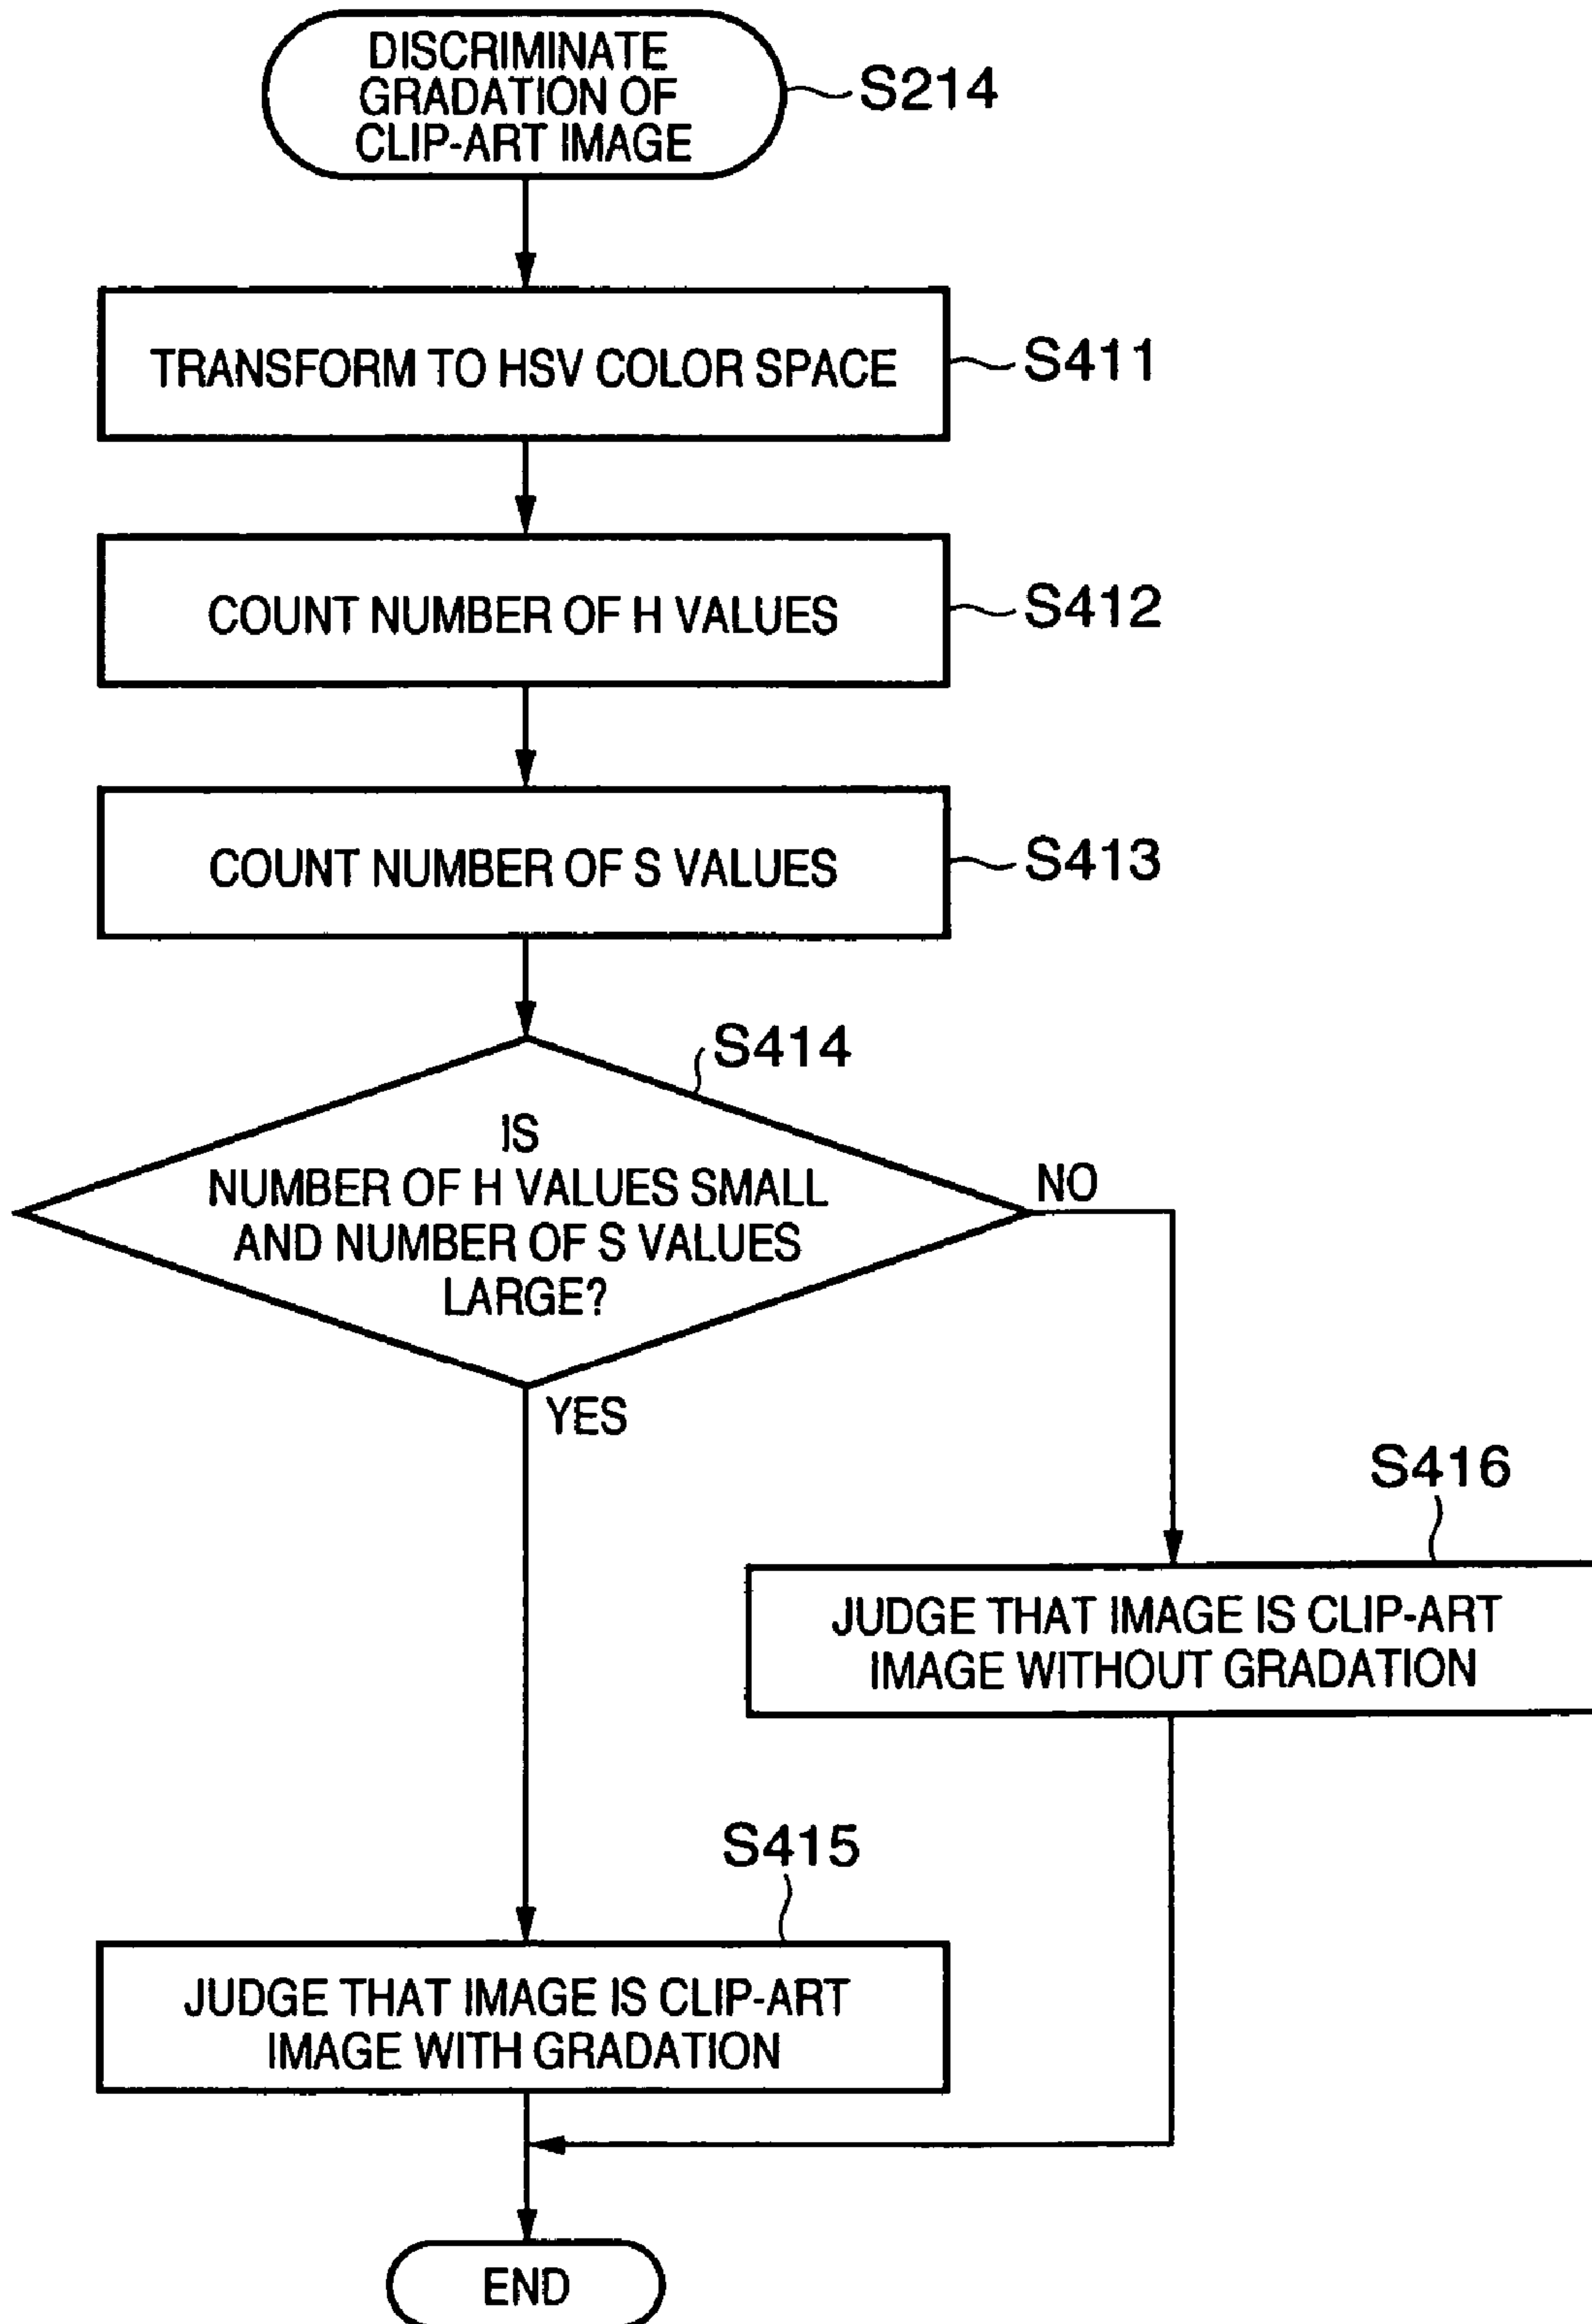 DISCRIMINATE
GRADATION OF
CLIP-ART IMAGE
S214
TRANSFORM TO HSV COLOR SPACE
S411
COUNT NUMBER OF H VALUES
S412
COUNT NUMBER OF S VALUES
S413
S414
IS
NUMBER OF H VALUES SMALL
AND NUMBER OF S VALUES
LARGE?
NO
YES
S416
JUDGE THAT IMAGE IS CLIP-ART
IMAGE WITHOUT GRADATION
S415
JUDGE THAT IMAGE IS CLIP-ART
IMAGE WITH GRADATION
END